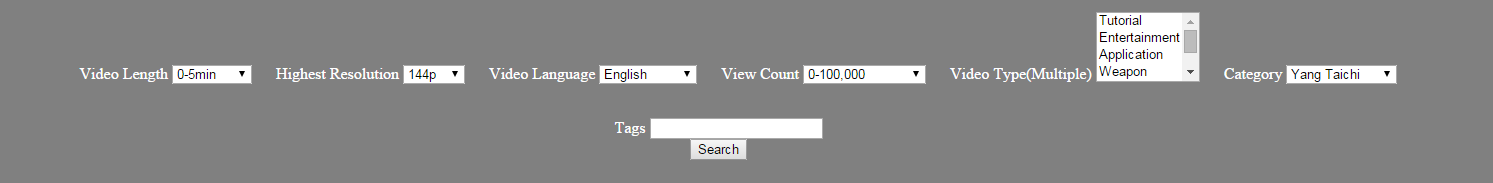 Tutorial
Entertainment
Application
Weapon
Video Length 0-5min Highest Resolution 144p Video Language English View Count 0-100,000 Video Type(Multiple) Category Yang Taichi
Tags
Search